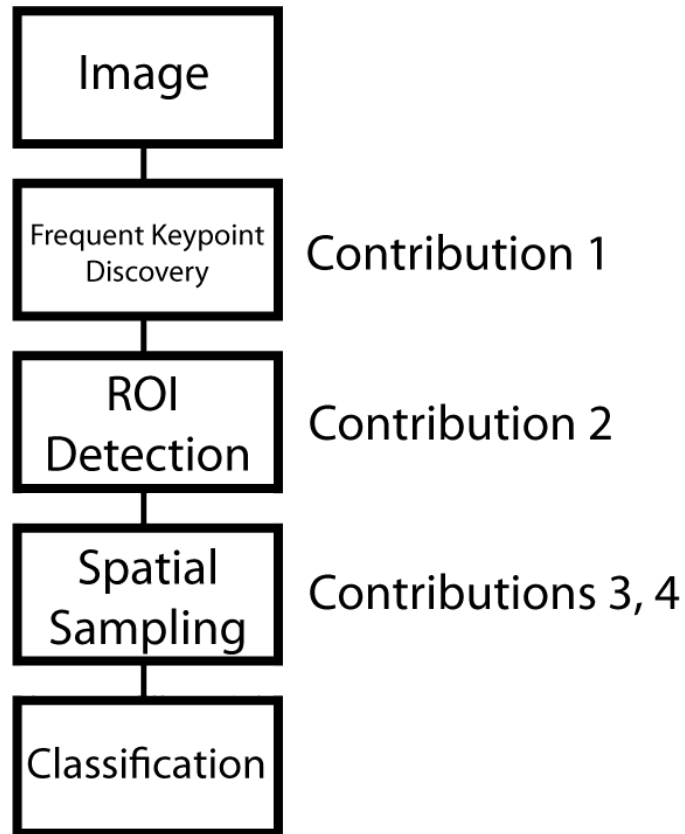 Image
Frequent Keypoint
Discovery
Contribution 1
ROI
Detection
Contribution 2
Spatial
Sampling
Contributions 3, 4
Classification